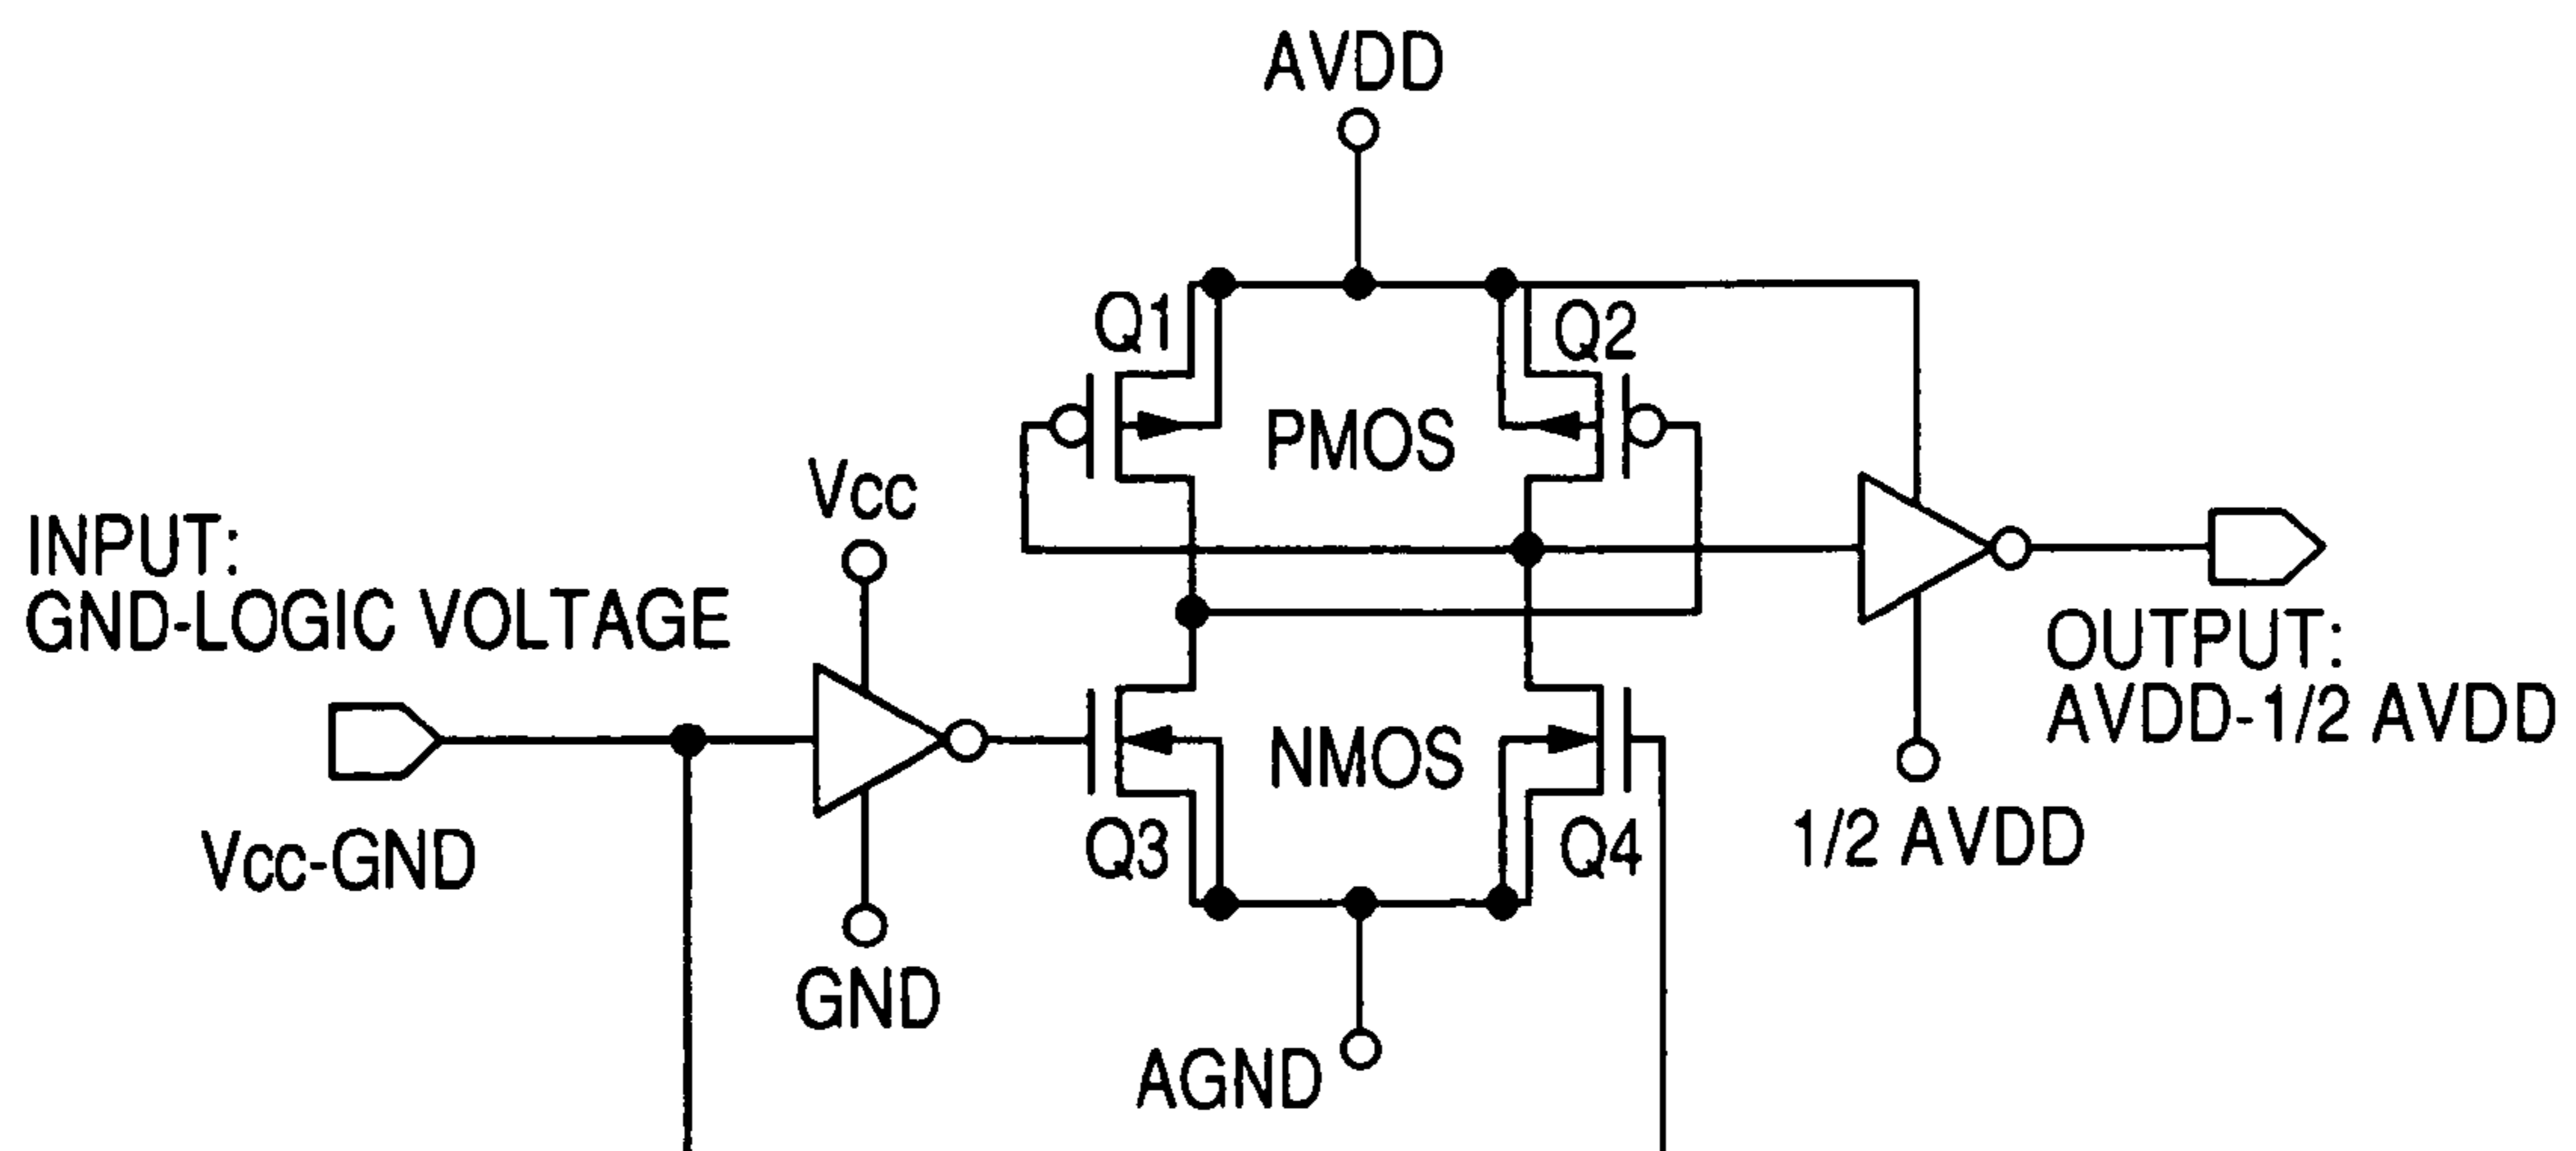 AVDD
Q1
Q2
PMOS
Vcc
INPUT:
GND-LOGIC VOLTAGE
OUTPUT:
AVDD-1/2 AVDD
NMOS
Vcc-GND
Q3
Q4
1/2 AVDD
GND
AGND